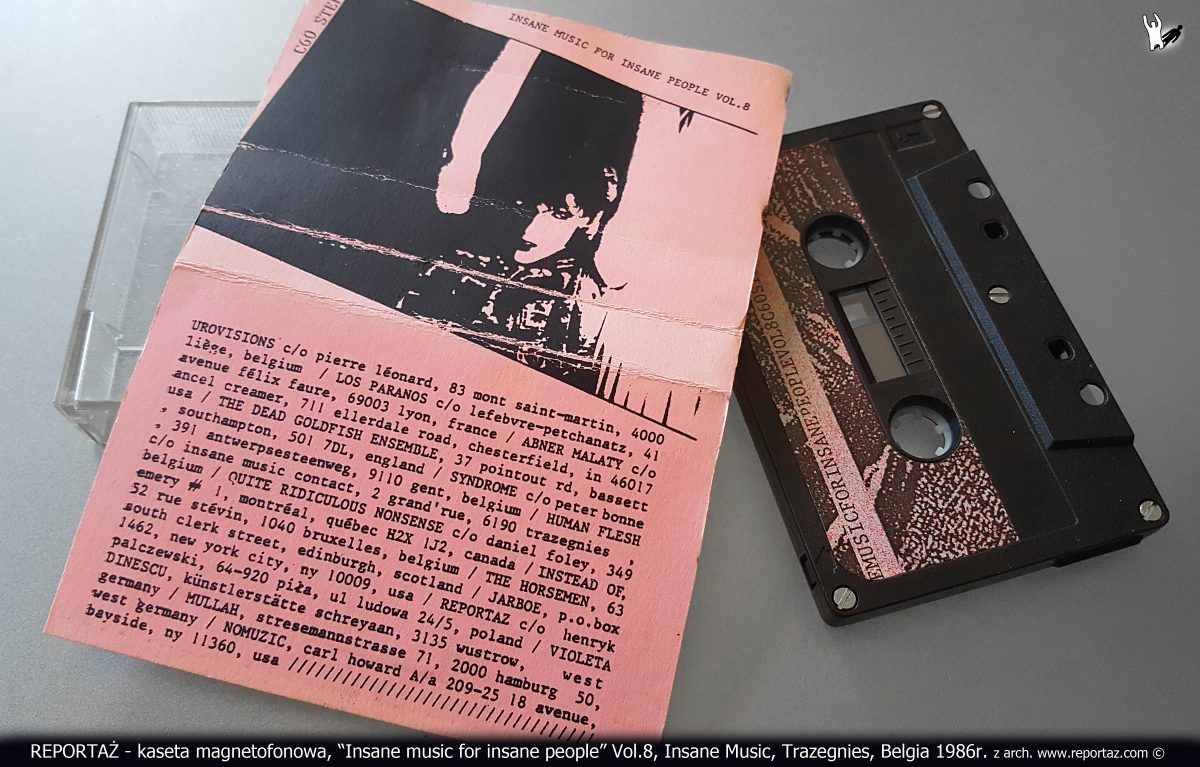 C60 STE
INSANE MUSIC FOR INSANE PEOPLE VOL.8
UROVISIONS c/o pierre léonard, 83 mont saint-martin, 4000
liège, belgium / LOS PARANOS c/o lefebvre-petchanatz, 41
avenue félix faure, 69003 lyon, france / ABNER MALATY c/o
ancel creamer, 711 ellerdale road, chesterfield, in 46017
usa / THE DEAD GOLDFISH ENSEMBLE, 37 pointout rd, bassett
, southampton, 501 7DL, england / SYNDROME c/o peter bonne
, 391 antwerpsesteenweg, 9110 gent, belgium / HUMAN FLESH
c/o insane music contact, 2 grand'rue, 6190 trazegnies ,
belgium / QUITE RIDICULOUS NONSENSE c/o daniel foley, 349
emery # 1, montréal, québec H2X 1J2, canada / INSTEAD OF,
52 rue stévin, 1040 bruxelles, belgium / THE HORSEMEN, 63
south clerk street, edinburgh, scotland / JARBOE, p.o.box
1462, new york city, ny 10009, usa / REPORTAZ c/o henryk
palczewski, 64-920 piła, ul ludowa 24/5, poland / VIOLETA
DINESCU, künstlerstätte schreyaan, 3135 wustrow, west
germany / MULLAH, stresemannstrasse 71, 2000 hamburg 50,
west germany / NOMUZIC, carl howard A/a 209-25 18 avenue,
bayside, ny 11360, usa ////////////////////////////
EMUSICFORINSANEPEOPLEVOL8C60S
REPORTAŻ - kaseta magnetofonowa, “Insane music for insane people” Vol.8, Insane Music, Trazegnies, Belgia 1986r. z arch. www.reportaz.com ©